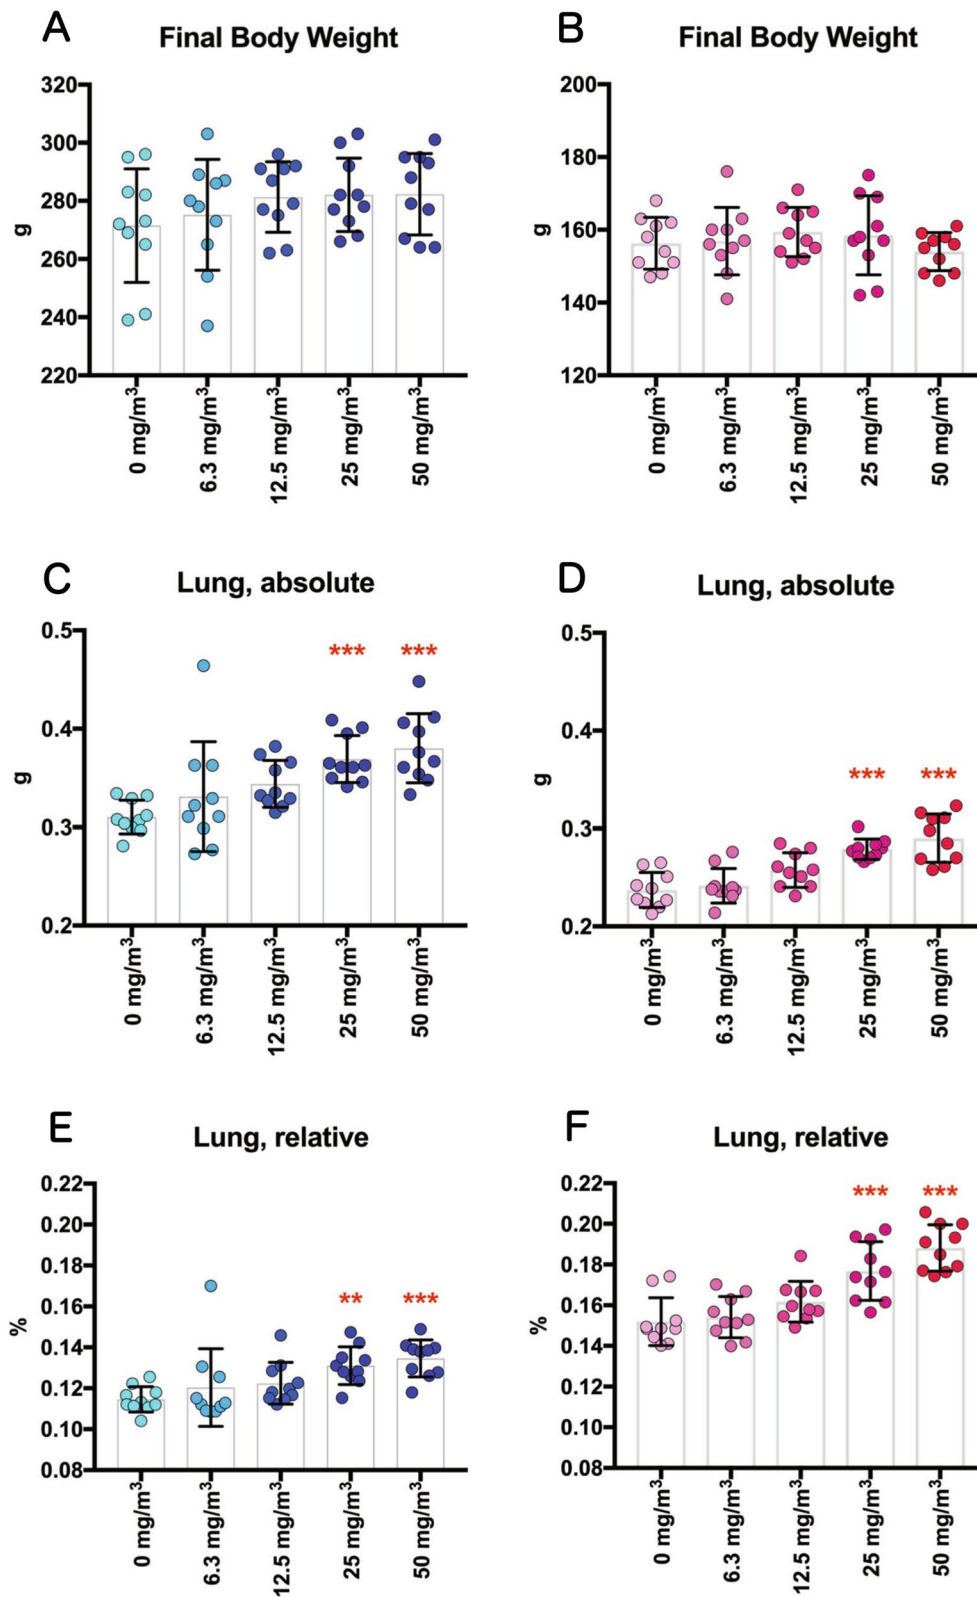 A
Final Body Weight
g
320
300
280
260
240
220
0 mg/m³
6.3 mg/m³
12.5 mg/m³
25 mg/m³
50 mg/m³
B
Final Body Weight
g
200
180
160
140
120
0 mg/m³
6.3 mg/m³
12.5 mg/m³
25 mg/m³
50 mg/m³
C
Lung, absolute
g
0.5
0.4
0.3
0.2
***
***
0 mg/m³
6.3 mg/m³
12.5 mg/m³
25 mg/m³
50 mg/m³
D
Lung, absolute
g
0.5
0.4
0.3
0.2
***
***
0 mg/m³
6.3 mg/m³
12.5 mg/m³
25 mg/m³
50 mg/m³
E
Lung, relative
%
0.22
0.20
0.18
0.16
0.14
0.12
0.10
0.08
**
***
0 mg/m³
6.3 mg/m³
12.5 mg/m³
25 mg/m³
50 mg/m³
F
Lung, relative
%
0.22
0.20
0.18
0.16
0.14
0.12
0.10
0.08
***
***
0 mg/m³
6.3 mg/m³
12.5 mg/m³
25 mg/m³
50 mg/m³